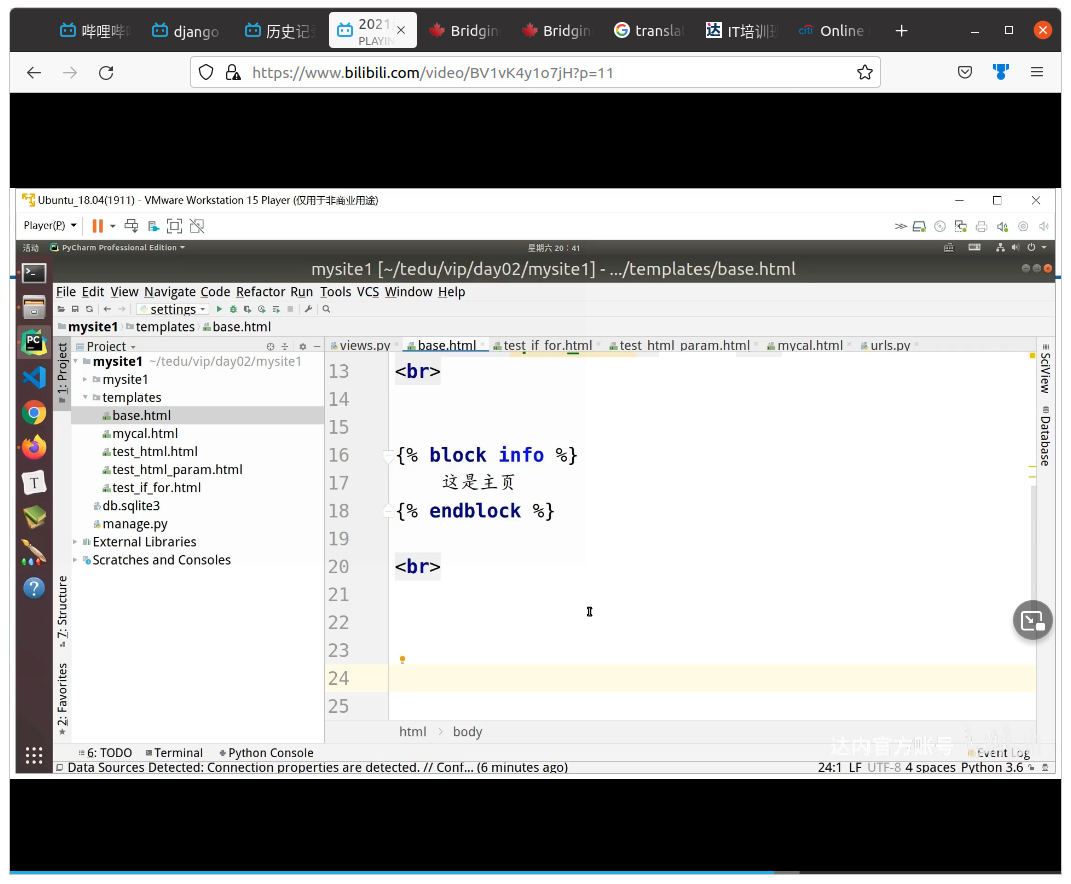 哔哩哔哩
django
历史记
2021
PLAYIN
Bridgin
Bridgin
translat
达 IT培训班
citi Online
https://www.bilibili.com/video/BV1vK4y1o7jH?p=11
Ubuntu_18.04(1911) - VMware Workstation 15 Player (仅用于非商业用途)
Player(P)
活动 PyCharm Professional Edition 星期六 20：41
mysite1 [~/tedu/vip/day02/mysite1] - .../templates/base.html
File Edit View Navigate Code Refactor Run Tools VCS Window Help
settings
mysite1 templates base.html
1: Project
Project
views.py base.html test_if_for.html test_html_param.html mycal.html urls.py
mysite1 ~/tedu/vip/day02/mysite1
mysite1
templates
base.html
mycal.html
test_html.html
test_html_param.html
test_if_for.html
db.sqlite3
manage.py
External Libraries
Scratches and Consoles
13 <br>
14
15
16 {% block info %}
17 这是主页
18 {% endblock %}
19
20 <br>
21
22
23
24
25
SciView
Database
7: Structure
2: Favorites
PC
T
?
html > body
达内官方账号
6: TODO Terminal Python Console Event Log
Data Sources Detected: Connection properties are detected. // Conf... (6 minutes ago) 24:1 LF UTF-8 4 spaces Python 3.6